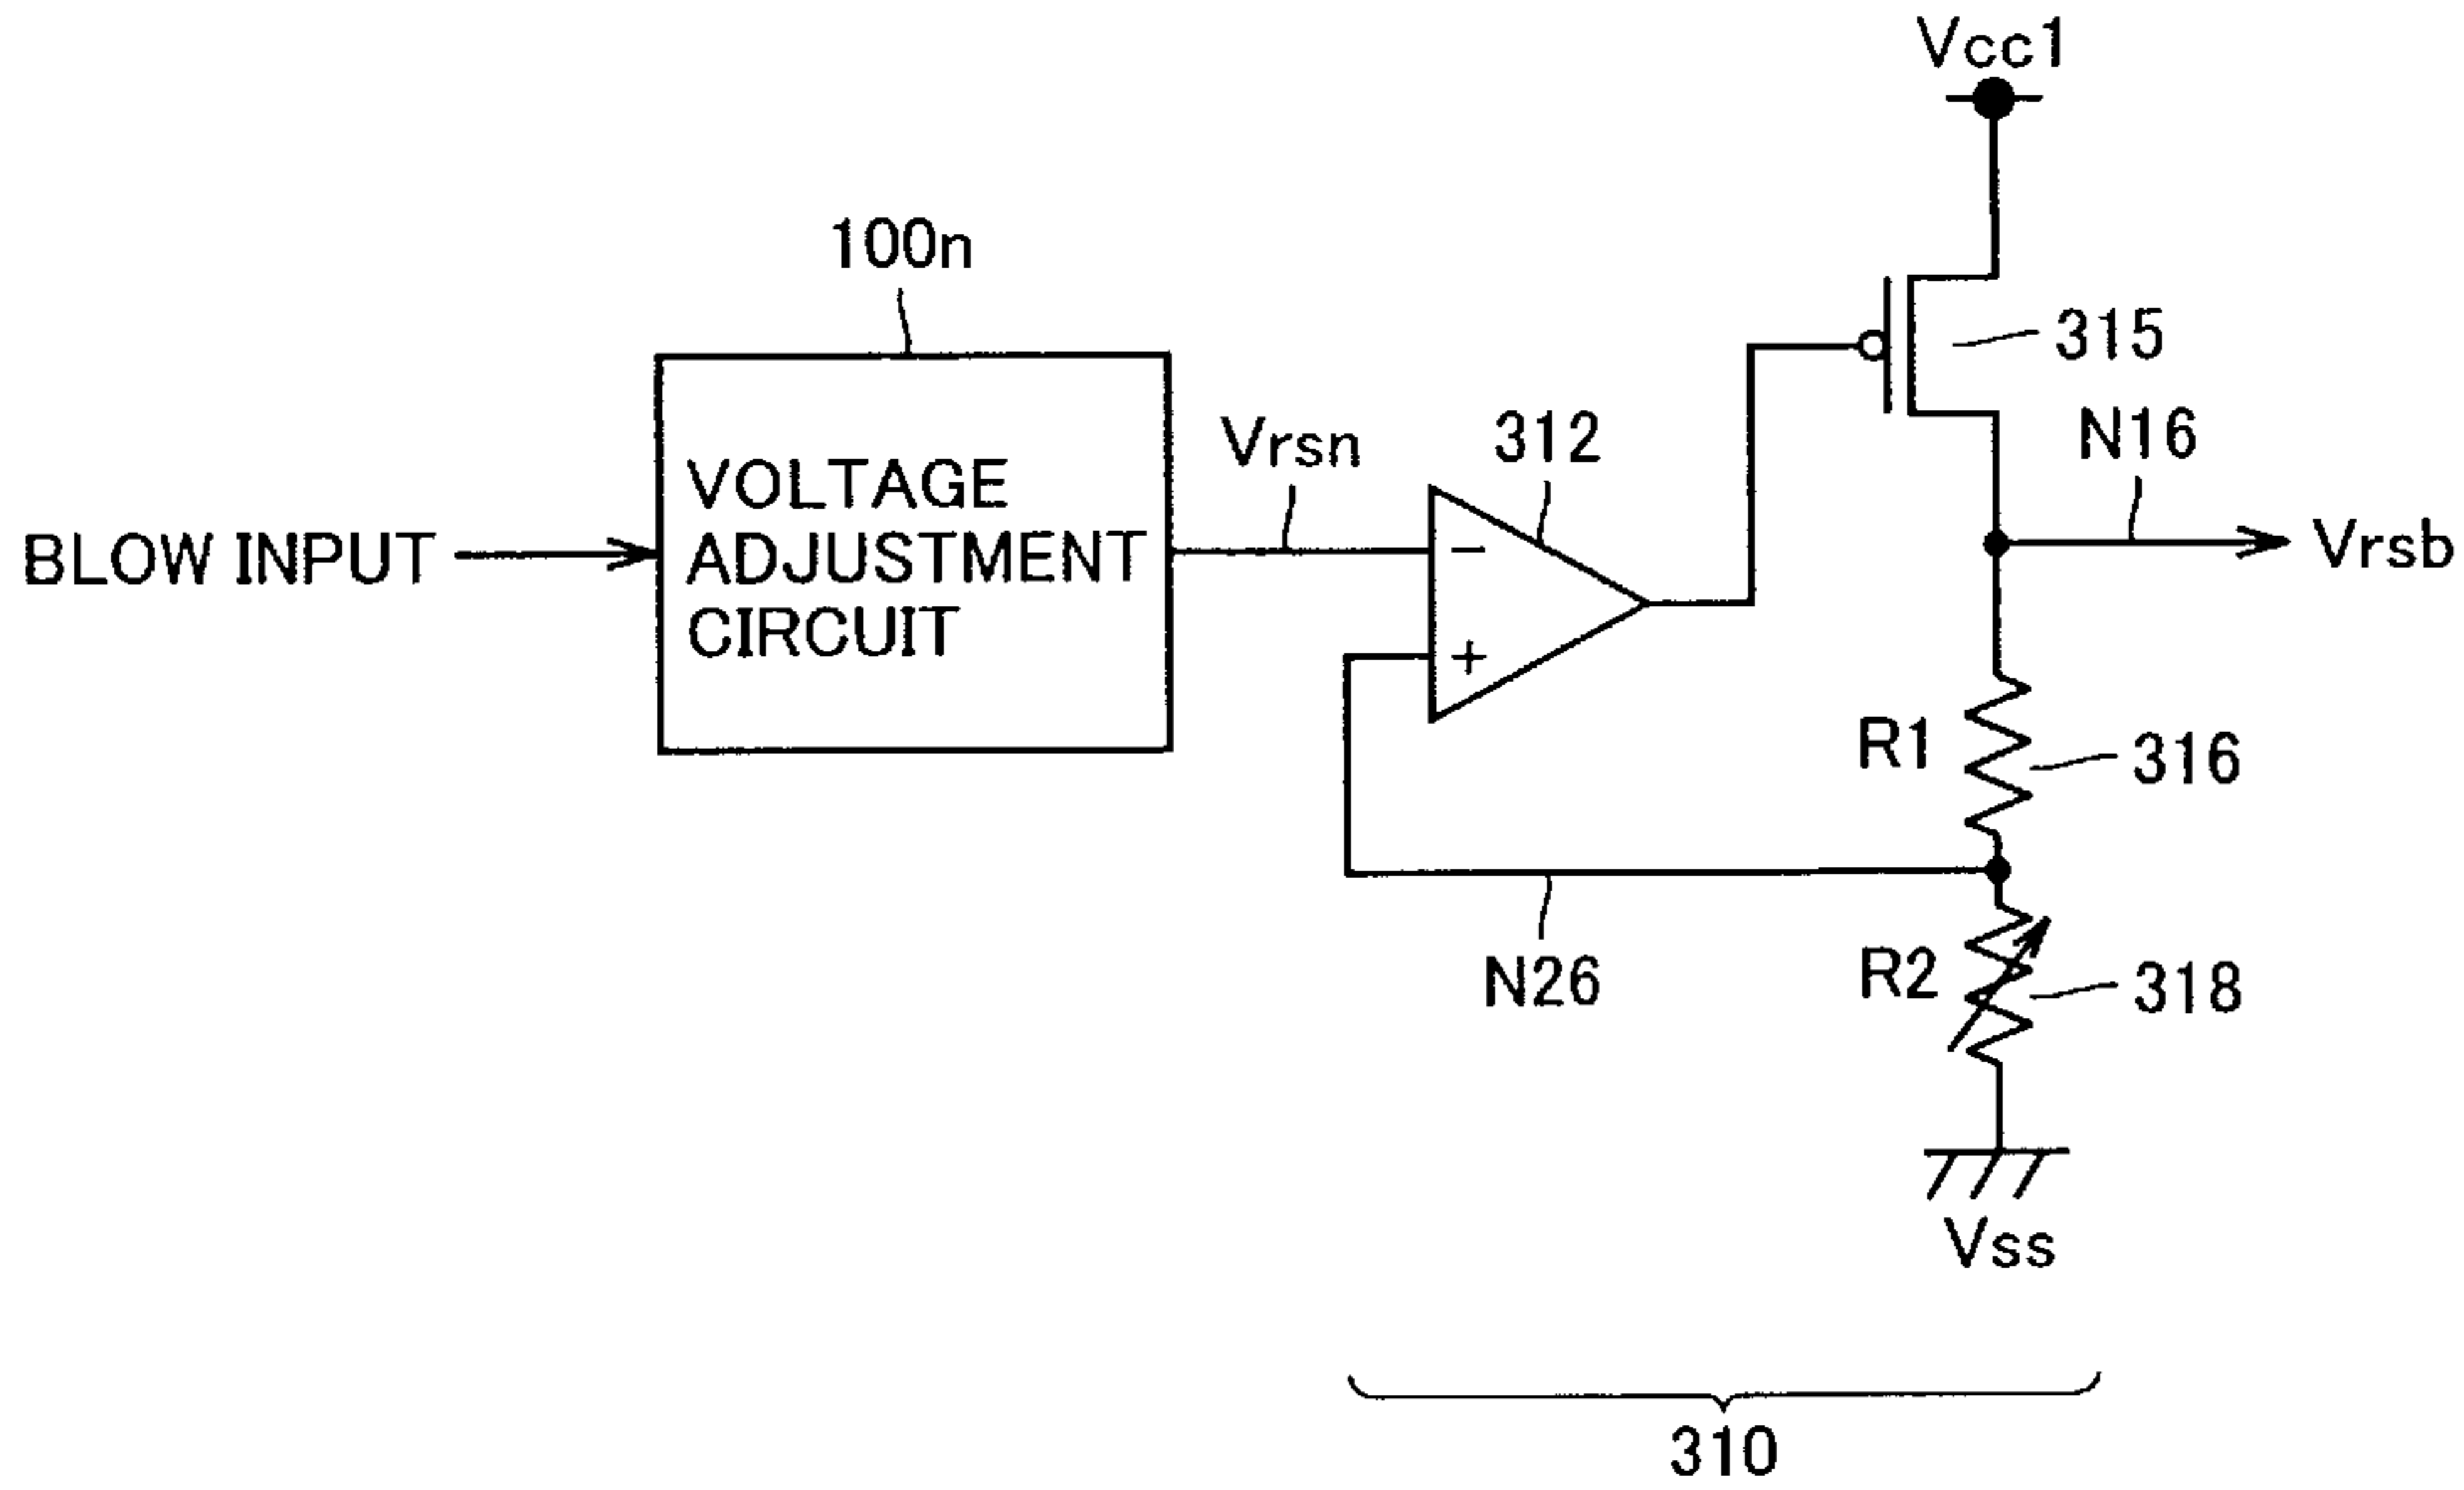 Vcc1
100n
315
N16
Vrsn
312
VOLTAGE
ADJUSTMENT
CIRCUIT
BLOW INPUT
Vrsb
−
+
R1
316
N26
R2
318
Vss
310